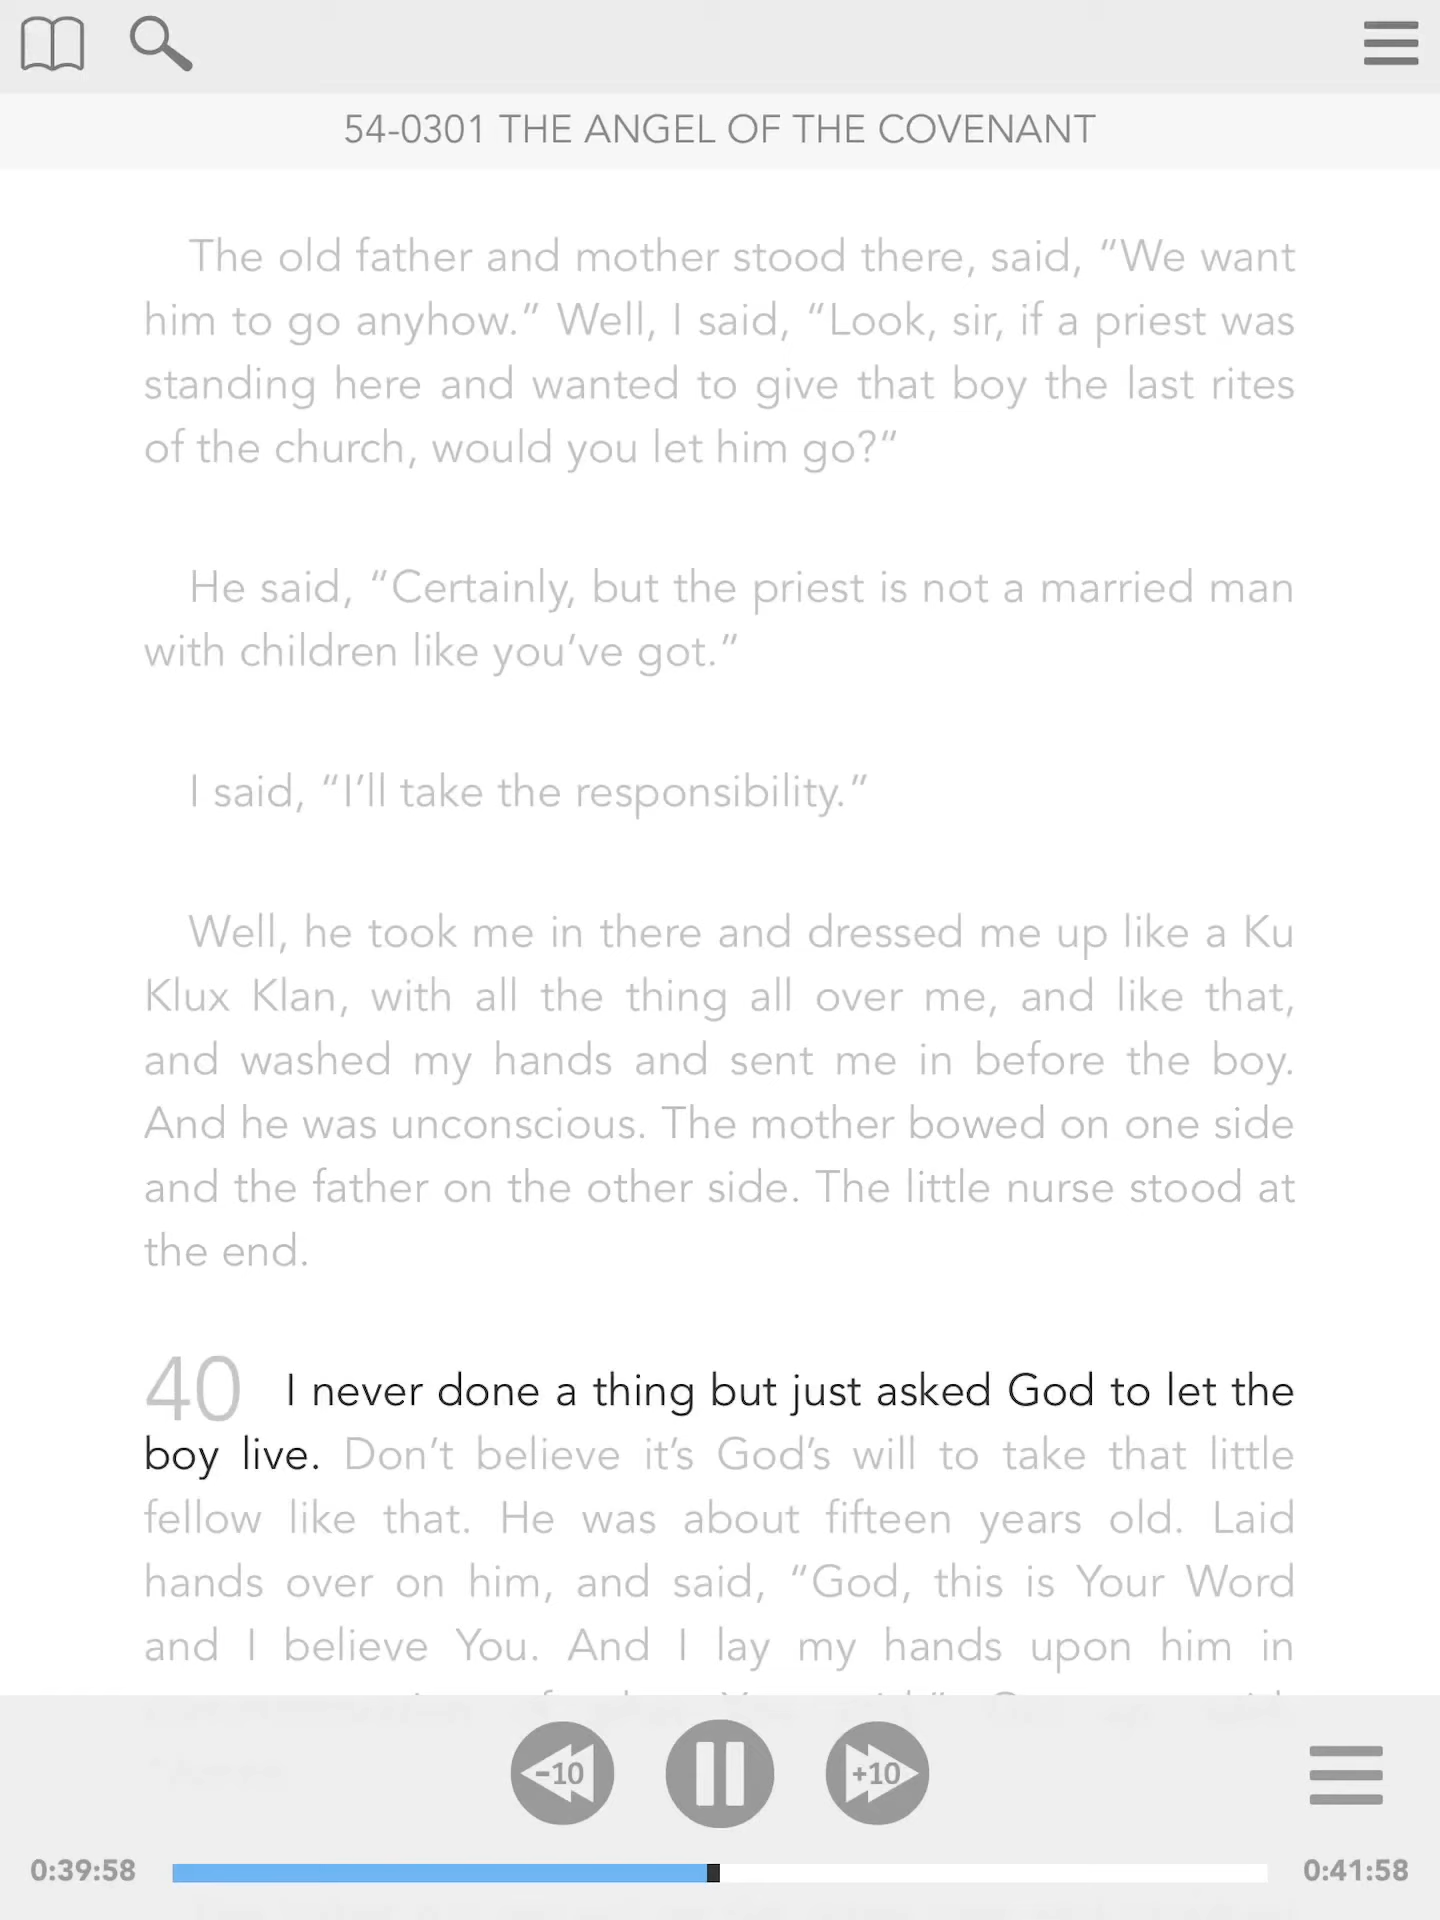 54-0301 THE ANGEL OF THE COVENANT
The old father and mother stood there, said, “We want
him to go anyhow.” Well, I said, “Look, sir, if a priest was
standing here and wanted to give that boy the last rites
of the church, would you let him go?“
He said, “Certainly, but the priest is not a married man
with children like you’ve got.”
I said, “I’ll take the responsibility.”
Well, he took me in there and dressed me up like a Ku
Klux Klan, with all the thing all over me, and like that,
and washed my hands and sent me in before the boy.
And he was unconscious. The mother bowed on one side
and the father on the other side. The little nurse stood at
the end.
40 I never done a thing but just asked God to let the
boy live. Don’t believe it’s God’s will to take that little
fellow like that. He was about fifteen years old. Laid
hands over on him, and said, “God, this is Your Word
and I believe You. And I lay my hands upon him in
-10 +10
0:39:58 0:41:58